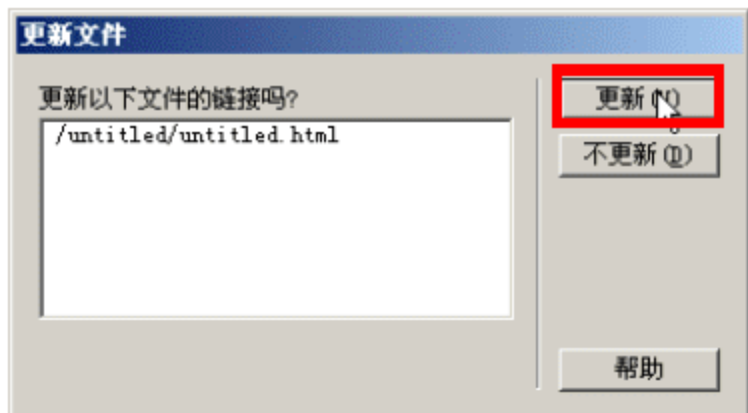 更新文件
更新以下文件的链接吗?
/untitled/untitled.html
更新
不更新(D)
帮助